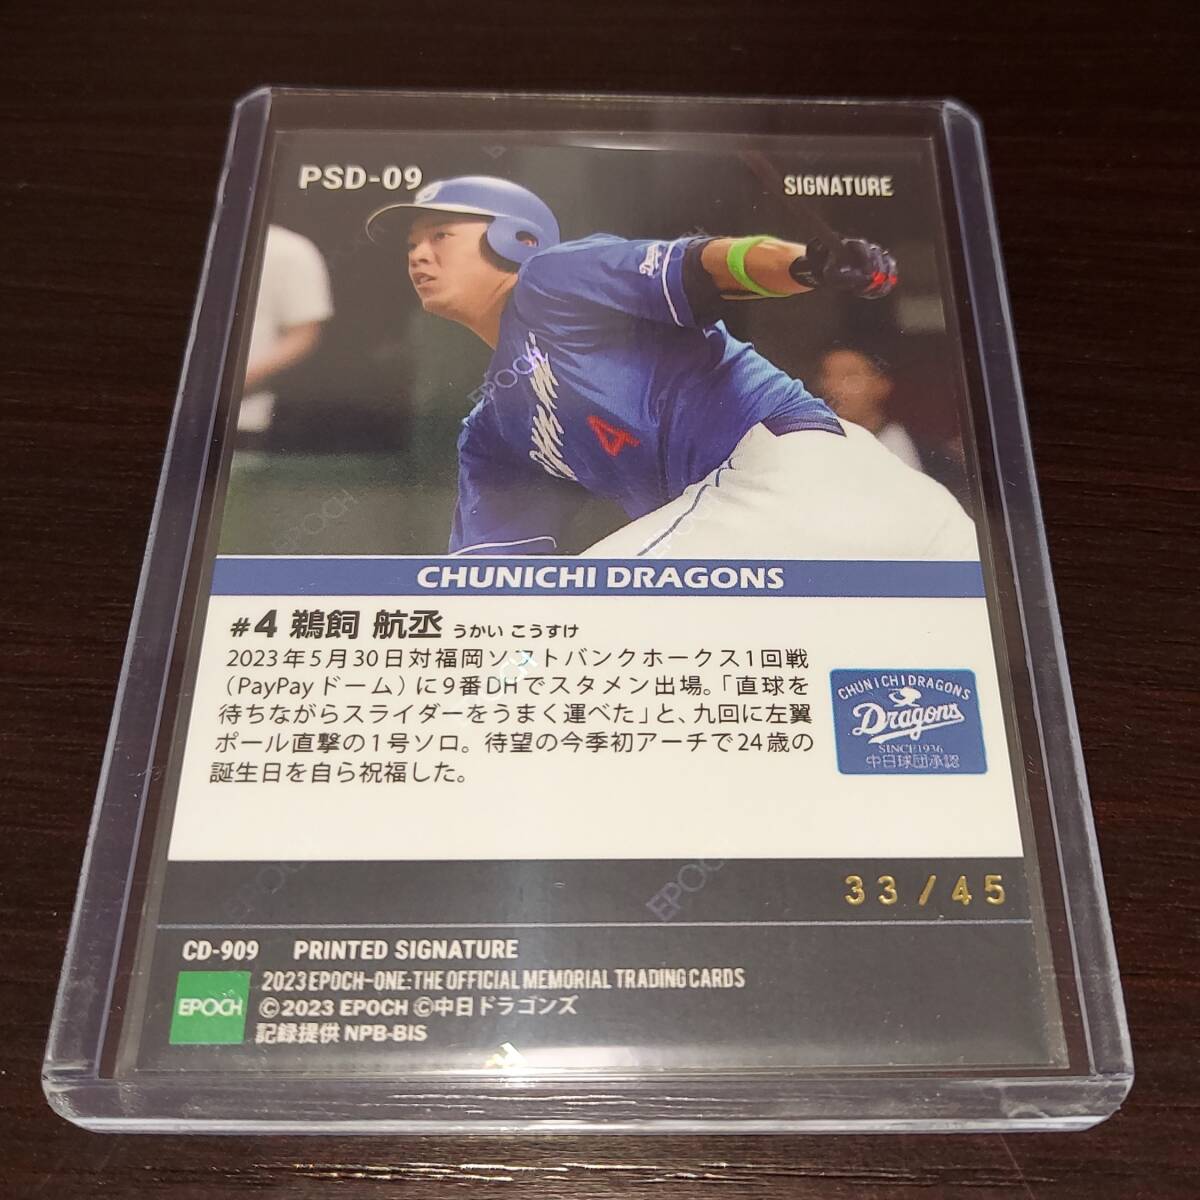 PSD-09
SIGNATURE
Dragons
4
EPOCH
EPOCH
CHUNICHI DRAGONS
#4 鵜飼 航丞 うかい こうすけ
2023年5月30日対福岡ソフトバンクホークス1回戦
(PayPayドーム)に9番DHでスタメン出場。「直球を
待ちながらスライダーをうまく運べた」と、九回に左翼
ポール直撃の1号ソロ。待望の今季初アーチで24歳の
誕生日を自ら祝福した。
CHUNICHI DRAGONS
Dragons
SINCE 1936
中日球団承認
EPOCH
33/45
CD-909 PRINTED SIGNATURE
2023 EPOCH-ONE:THE OFFICIAL MEMORIAL TRADING CARDS
EPOCH
©2023 EPOCH ©中日ドラゴンズ
記録提供 NPB-BIS